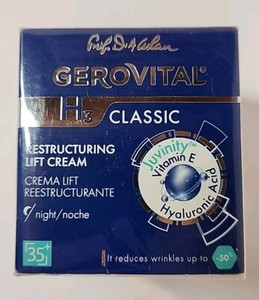 Prof. Dr. A. Aslan
GEROVITAL®
H3 CLASSIC
RESTRUCTURING
LIFT CREAM
CREMA LIFT
REESTRUCTURANTE
night/noche
Juvinity™
Vitamin E
Hyaluronic Acid
35+
It reduces wrinkles up to -50%